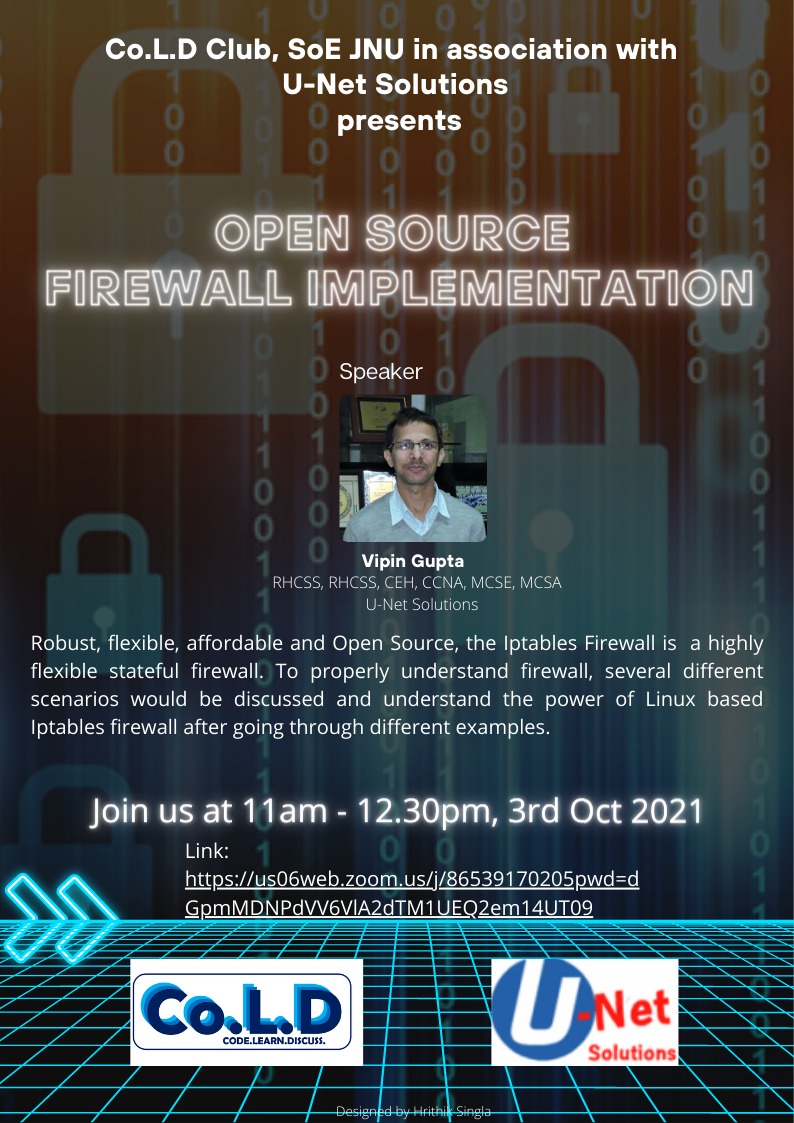 Co.L.D Club, SoE JNU in association with
U-Net Solutions
presents
OPEN SOURCE
FIREWALL IMPLEMENTATION
Speaker
Vipin Gupta
RHCSS, RHCSS, CEH, CCNA, MCSE, MCSA
U-Net Solutions
Robust, flexible, affordable and Open Source, the Iptables Firewall is a highly
flexible stateful firewall. To properly understand firewall, several different
scenarios would be discussed and understand the power of Linux based
Iptables firewall after going through different examples.
Join us at 11am - 12.30pm, 3rd Oct 2021
Link:
https://us06web.zoom.us/j/86539170205pwd=d
GpmMDNPdVV6VlA2dTM1UEQ2em14UT09
Co.L.D
CODE.LEARN.DISCUSS.
U-Net
Solutions
Designed by Hrithik Singla